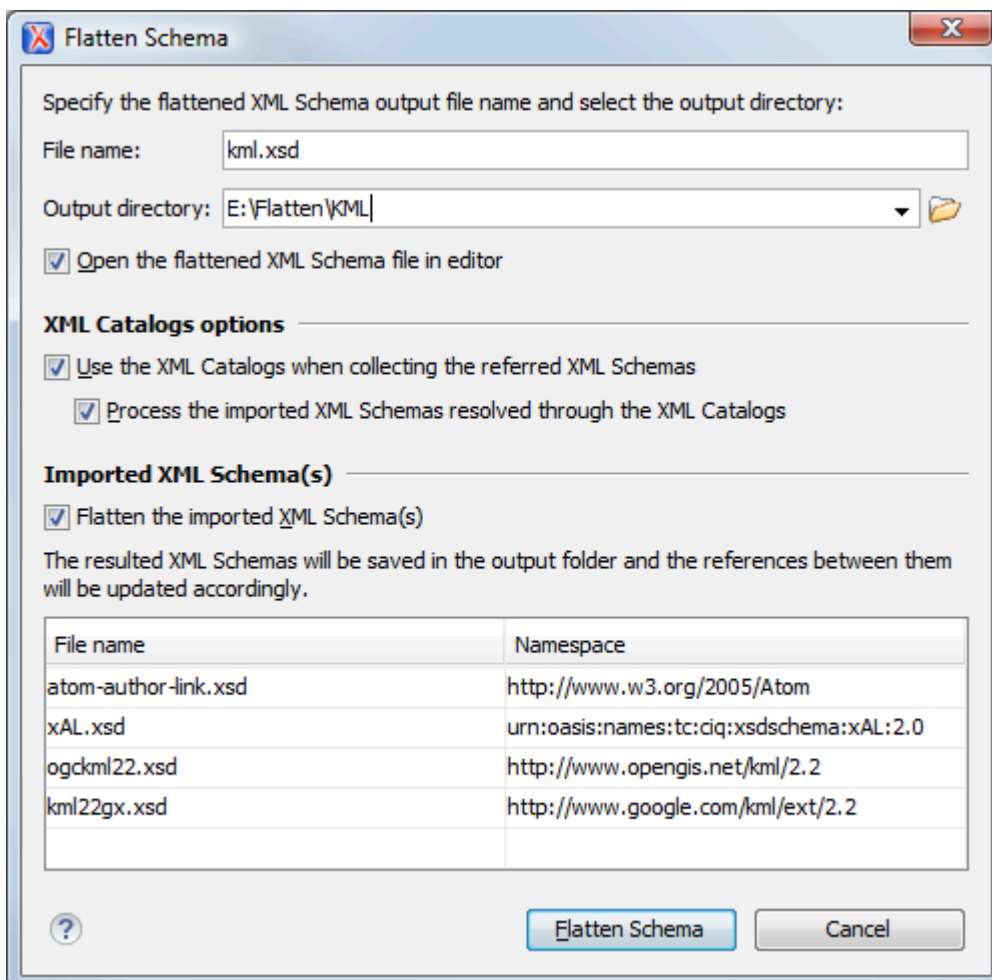 Flatten Schema
Specify the flattened XML Schema output file name and select the output directory:
File name: kml.xsd
Output directory: E:\Flatten\KML
Open the flattened XML Schema file in editor
XML Catalogs options
Use the XML Catalogs when collecting the referred XML Schemas
Process the imported XML Schemas resolved through the XML Catalogs
Imported XML Schema(s)
Flatten the imported XML Schema(s)
The resulted XML Schemas will be saved in the output folder and the references between them
will be updated accordingly.
File name Namespace
atom-author-link.xsd http://www.w3.org/2005/Atom
xAL.xsd urn:oasis:names:tc:ciq:xsdschema:xAL:2.0
ogckml22.xsd http://www.opengis.net/kml/2.2
kml22gx.xsd http://www.google.com/kml/ext/2.2
? Flatten Schema Cancel